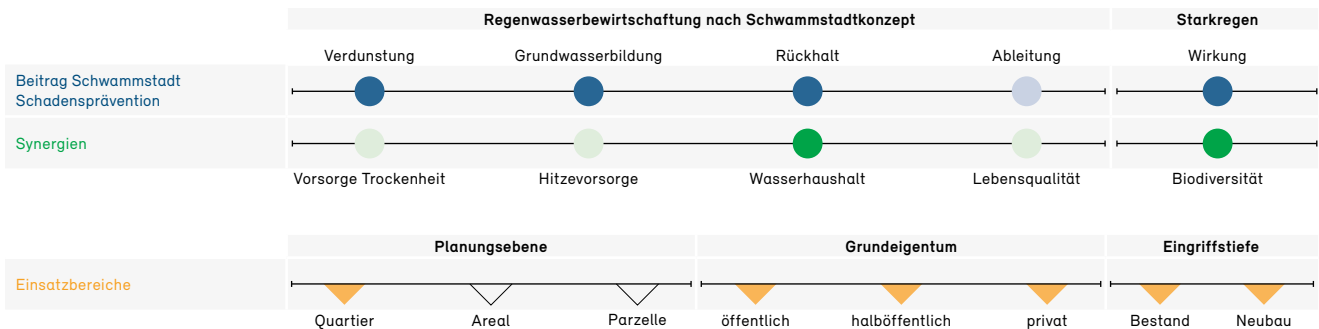 Regenwasserbewirtschaftung nach Schwammstadtkonzept Starkregen
Verdunstung Grundwasserbildung Rückhalt Ableitung Wirkung
Beitrag Schwammstadt
Schadensprävention
Synergien
Vorsorge Trockenheit Hitzevorsorge Wasserhaushalt Lebensqualität Biodiversität
Planungsebene Grundeigentum Eingriffstiefe
Einsatzbereiche
Quartier Areal Parzelle öffentlich halböffentlich privat Bestand Neubau